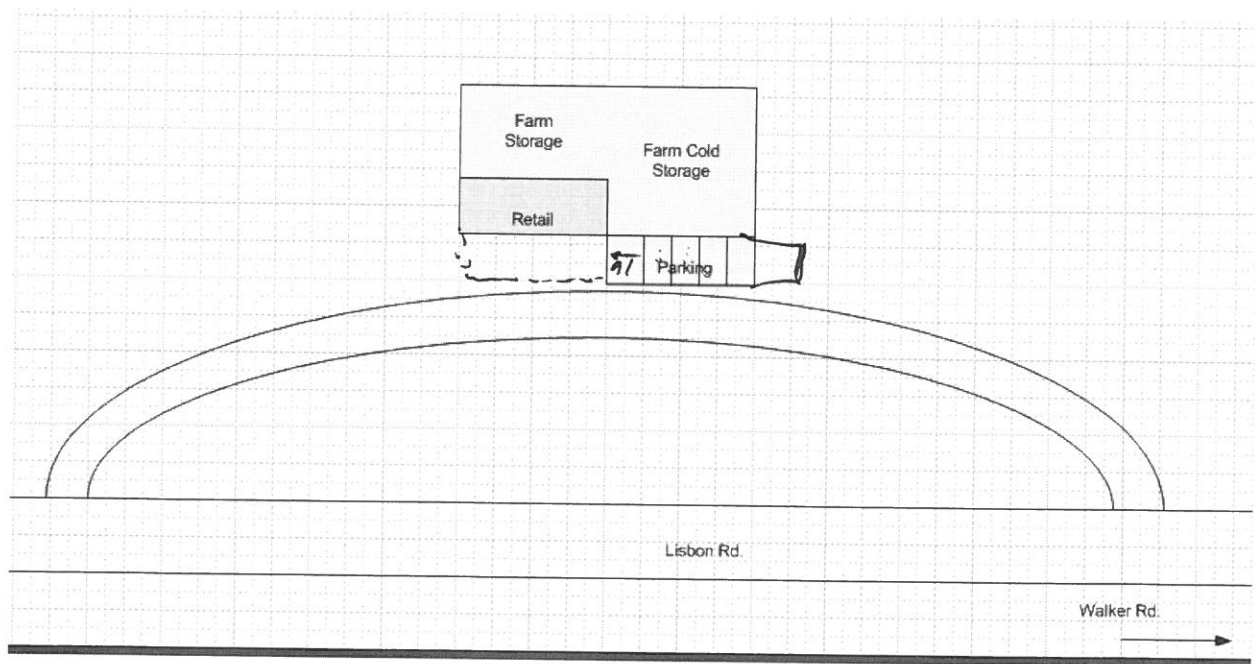 Farm
Storage
Farm Cold
Storage
Retail
Parking
Lisbon Rd.
Walker Rd.